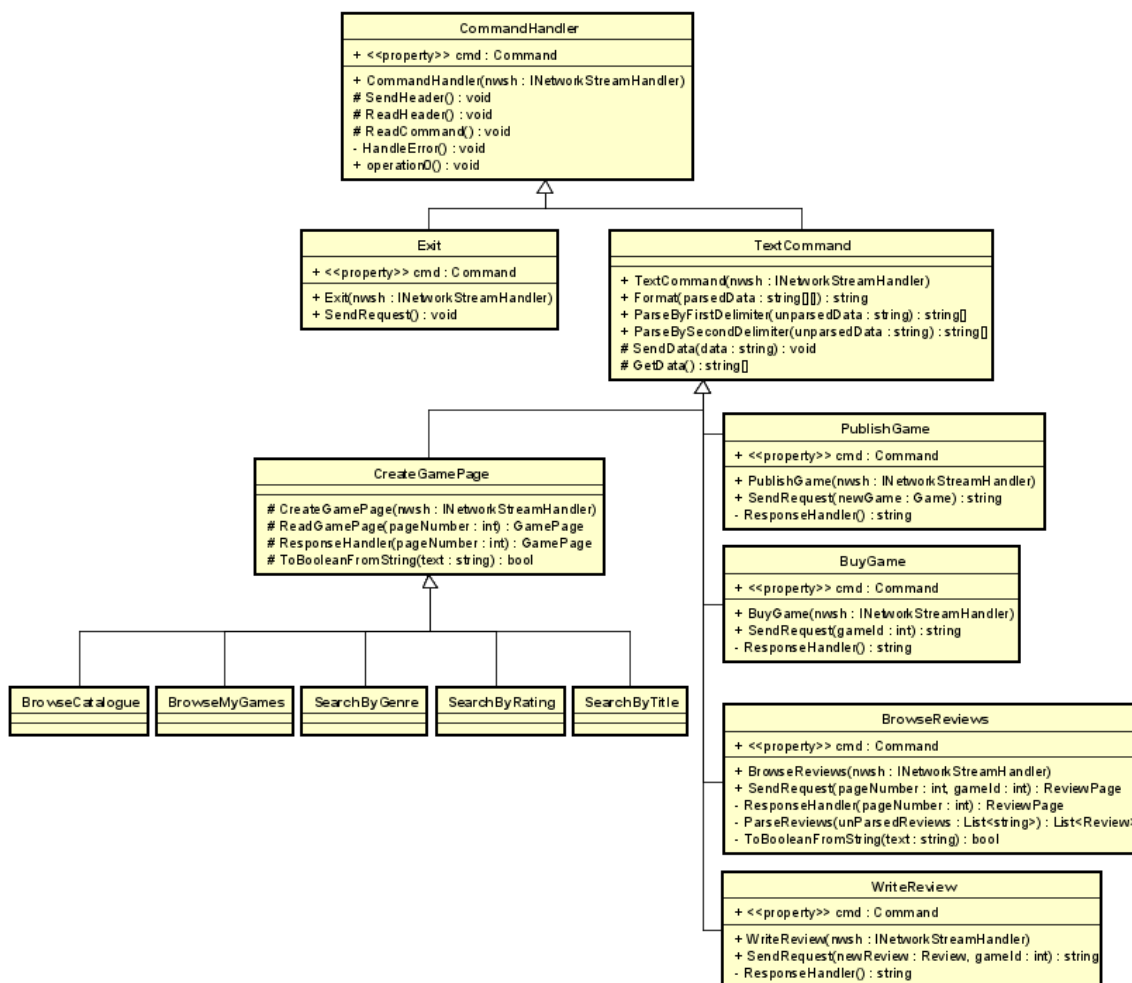 CommandHandler
+ <<property>> cmd : Command
+ CommandHandler(nwsh : INetworkStreamHandler)
# SendHeader() : void
# ReadHeader() : void
# ReadCommand() : void
- HandleError() : void
+ operation0() : void
Exit
+ <<property>> cmd : Command
+ Exit(nwsh : INetworkStreamHandler)
+ SendRequest() : void
TextCommand
+ TextCommand(nwsh : INetworkStreamHandler)
+ Format(parsedData : string[][]) : string
+ ParseByFirstDelimiter(unparsedData : string) : string[]
+ ParseBySecondDelimiter(unparsedData : string) : string[]
# SendData(data : string) : void
# GetData() : string[]
CreateGamePage
# CreateGamePage(nwsh : INetworkStreamHandler)
# ReadGamePage(pageNumber : int) : GamePage
# ResponseHandler(pageNumber : int) : GamePage
# ToBooleanFromString(text : string) : bool
PublishGame
+ <<property>> cmd : Command
+ PublishGame(nwsh : INetworkStreamHandler)
+ SendRequest(newGame : Game) : string
- ResponseHandler() : string
BuyGame
+ <<property>> cmd : Command
+ BuyGame(nwsh : INetworkStreamHandler)
+ SendRequest(gameId : int) : string
- ResponseHandler() : string
BrowseCatalogue
BrowseMyGames
SearchByGenre
SearchByRating
SearchByTitle
BrowseReviews
+ <<property>> cmd : Command
+ BrowseReviews(nwsh : INetworkStreamHandler)
+ SendRequest(pageNumber : int, gameId : int) : ReviewPage
- ResponseHandler(pageNumber : int) : ReviewPage
- ParseReviews(unParsedReviews : List<string>) : List<Review>
- ToBooleanFromString(text : string) : bool
WriteReview
+ <<property>> cmd : Command
+ WriteReview(nwsh : INetworkStreamHandler)
+ SendRequest(newReview : Review, gameId : int) : string
- ResponseHandler() : string